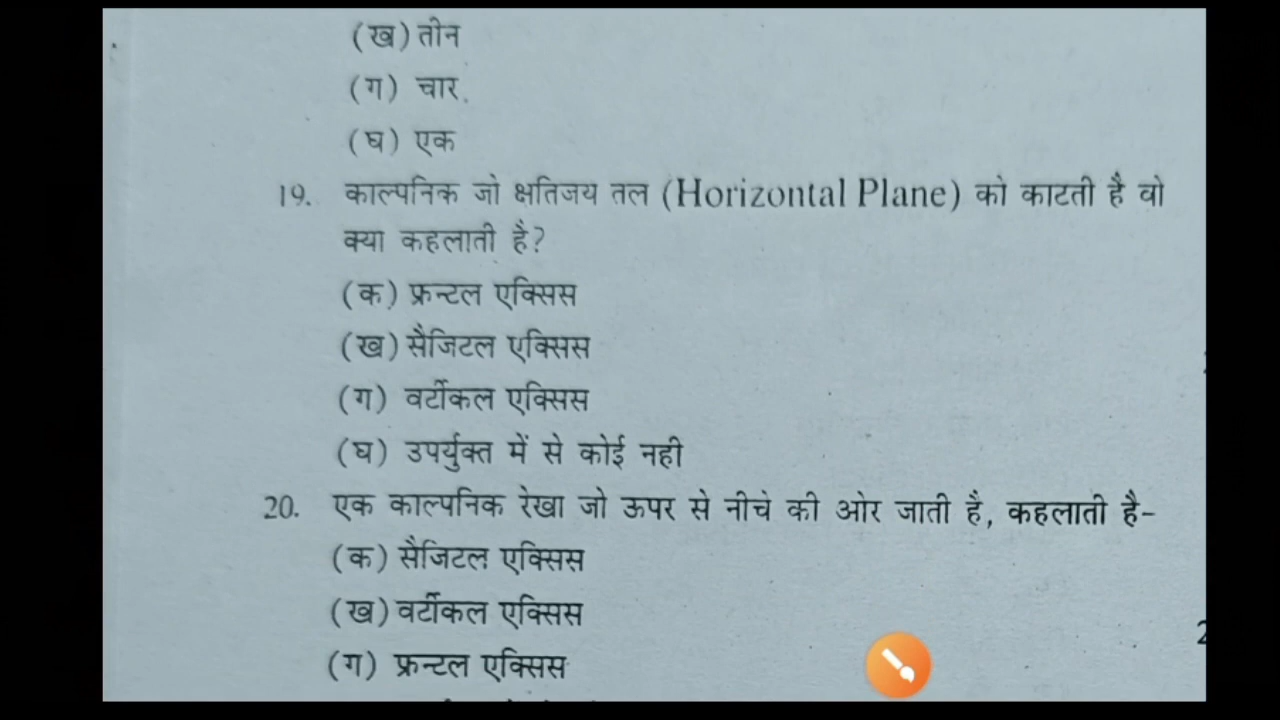 (ख) तीन
(ग) चार
(घ) एक
19. काल्पनिक जो क्षतिजय तल (Horizontal Plane) को काटती है वो
क्या कहलाती है?
(क) फ्रन्टल एक्सिस
(ख) सैजिटल एक्सिस
(ग) वर्टीकल एक्सिस
(घ) उपर्युक्त में से कोई नही
20. एक काल्पनिक रेखा जो ऊपर से नीचे की ओर जाती है, कहलाती है-
(क) सैजिटल एक्सिस
(ख) वर्टीकल एक्सिस
(ग) फ्रन्टल एक्सिस